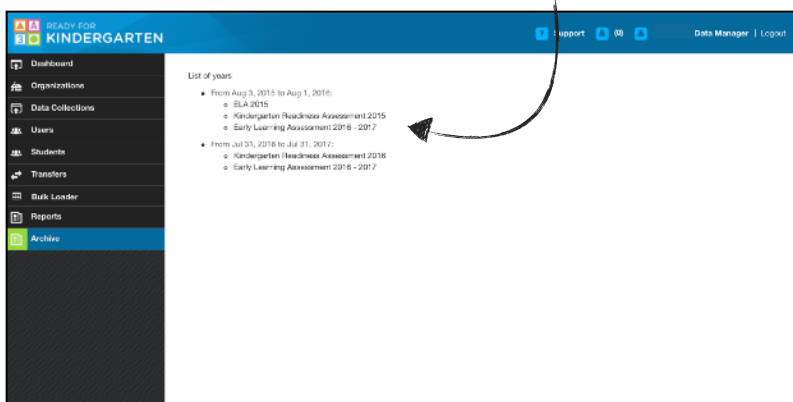 READY FOR
KINDERGARTEN
Support (0) Data Manager | Logout
Dashboard
Organizations
Data Collections
Users
Students
Transfers
Bulk Loader
Reports
Archive
List of years
From Aug 3, 2015 to Aug 1, 2016:
ELA 2015
Kindergarten Readiness Assessment 2015
Early Learning Assessment 2016 - 2017
From Jul 31, 2016 to Jul 31, 2017:
Kindergarten Readiness Assessment 2016
Early Learning Assessment 2016 - 2017